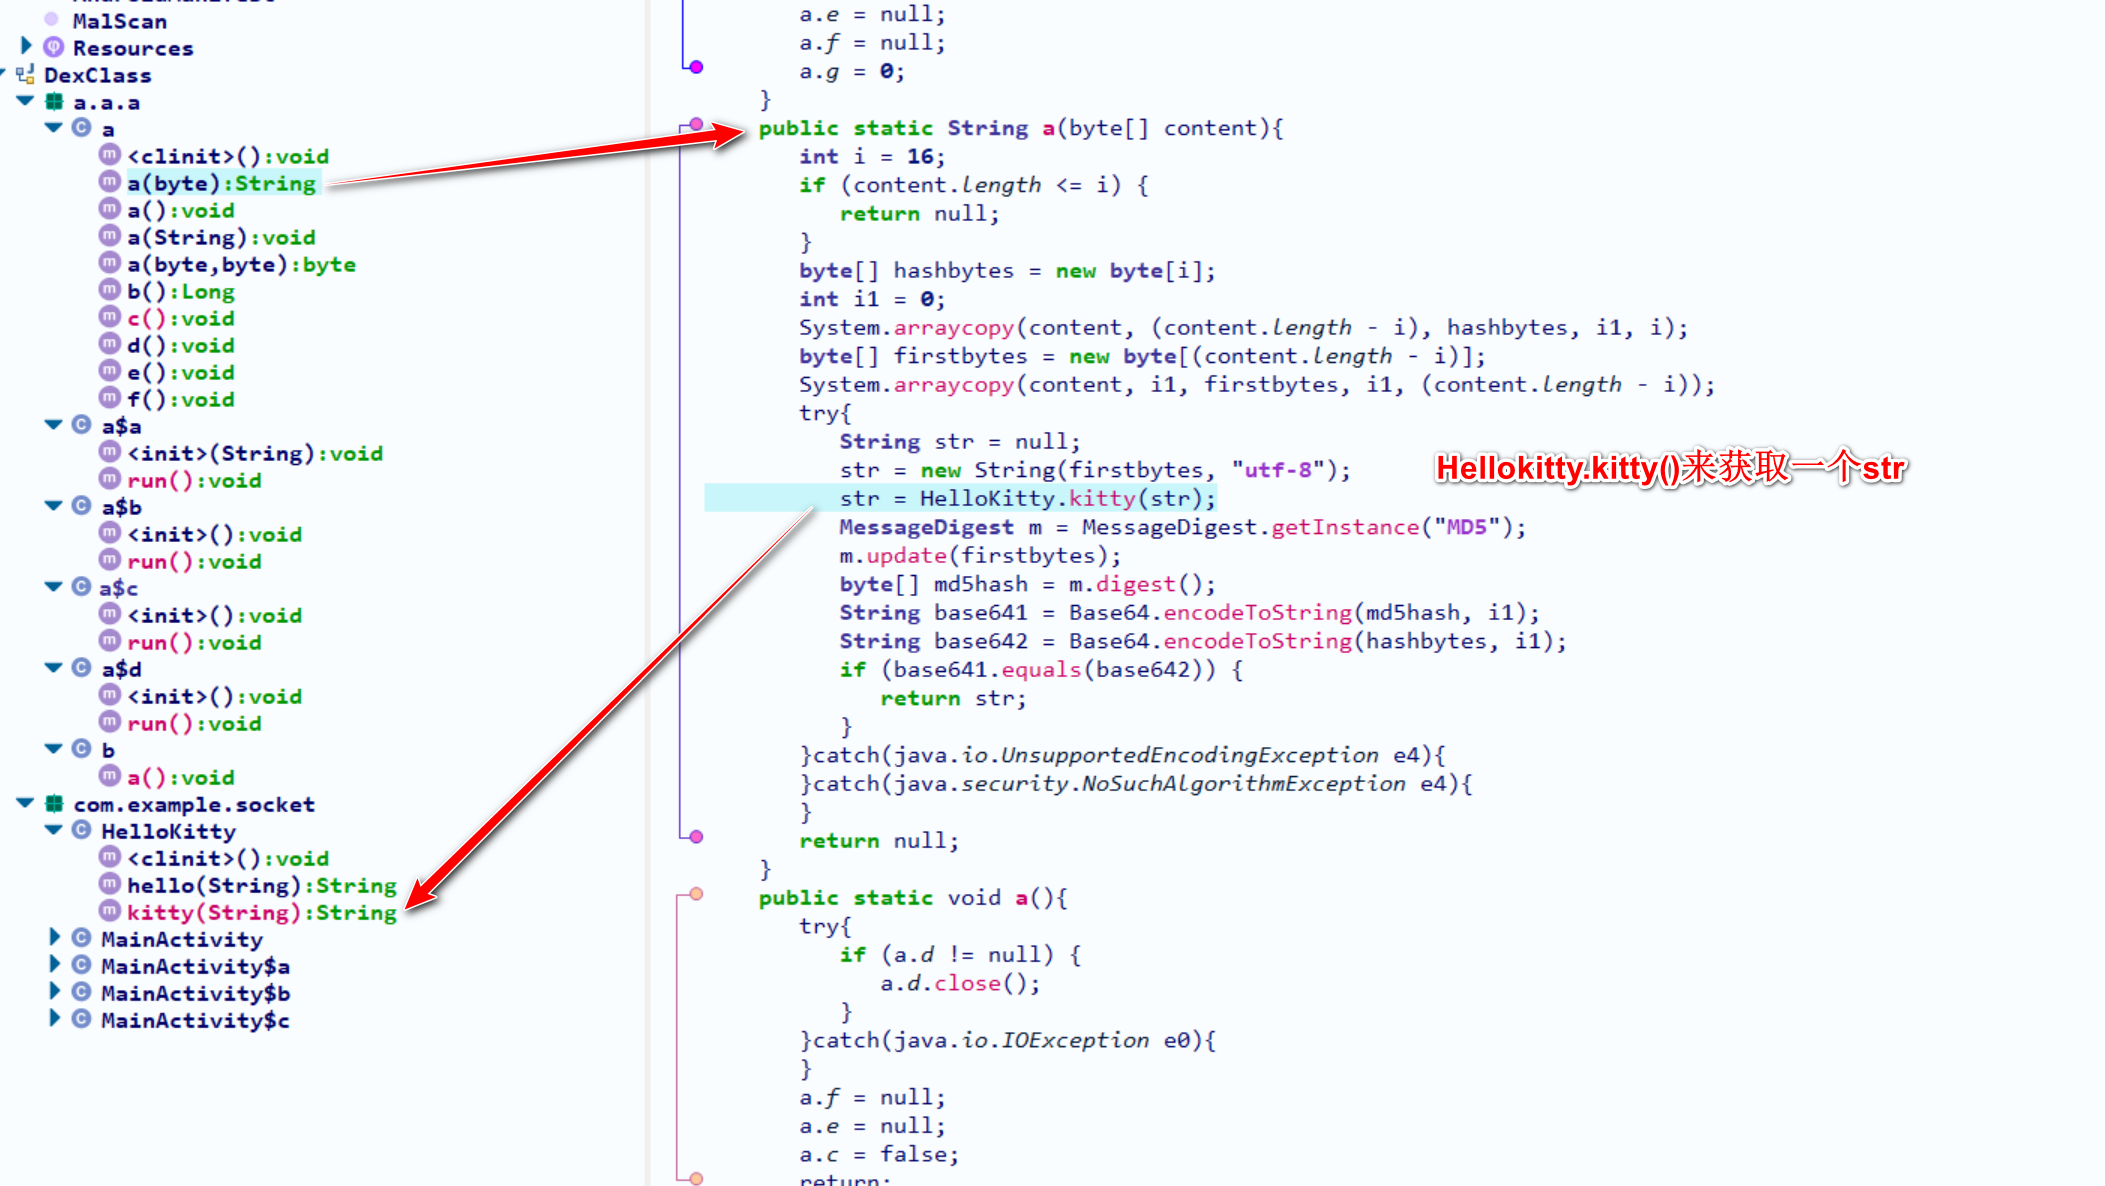 MalScan
Resources
DexClass
a.a.a
a
<clinit>():void
a(byte):String
a():void
a(String):void
a(byte,byte):byte
b():Long
c():void
d():void
e():void
f():void
a$a
<init>(String):void
run():void
a$b
<init>():void
run():void
a$c
<init>():void
run():void
a$d
<init>():void
run():void
b
a():void
com.example.socket
HelloKitty
<clinit>():void
hello(String):String
kitty(String):String
MainActivity
MainActivity$a
MainActivity$b
MainActivity$c
a.e = null;
a.f = null;
a.g = 0;
}
public static String a(byte[] content){
int i = 16;
if (content.length <= i) {
return null;
}
byte[] hashbytes = new byte[i];
int i1 = 0;
System.arraycopy(content, (content.length - i), hashbytes, i1, i);
byte[] firstbytes = new byte[(content.length - i)];
System.arraycopy(content, i1, firstbytes, i1, (content.length - i));
try{
String str = null;
str = new String(firstbytes, "utf-8");
str = HelloKitty.kitty(str);
MessageDigest m = MessageDigest.getInstance("MD5");
m.update(firstbytes);
byte[] md5hash = m.digest();
String base641 = Base64.encodeToString(md5hash, i1);
String base642 = Base64.encodeToString(hashbytes, i1);
if (base641.equals(base642)) {
return str;
}
}catch(java.io.UnsupportedEncodingException e4){
}catch(java.security.NoSuchAlgorithmException e4){
}
return null;
}
public static void a(){
try{
if (a.d != null) {
a.d.close();
}
}catch(java.io.IOException e0){
}
a.f = null;
a.e = null;
a.c = false;
return;
Hellokitty.kitty()来获取一个str